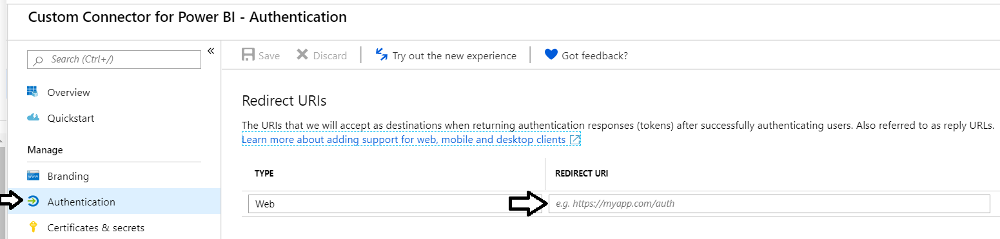 Custom Connector for Power BI - Authentication
Search (Ctrl+/)
«
Overview
Quickstart
Manage
Branding
Authentication
Certificates & secrets
Save
Discard
Try out the new experience
Got feedback?
Redirect URIs
The URIs that we will accept as destinations when returning authentication responses (tokens) after successfully authenticating users. Also referred to as reply URLs.
Learn more about adding support for web, mobile and desktop clients
TYPE
REDIRECT URI
Web
e.g. https://myapp.com/auth